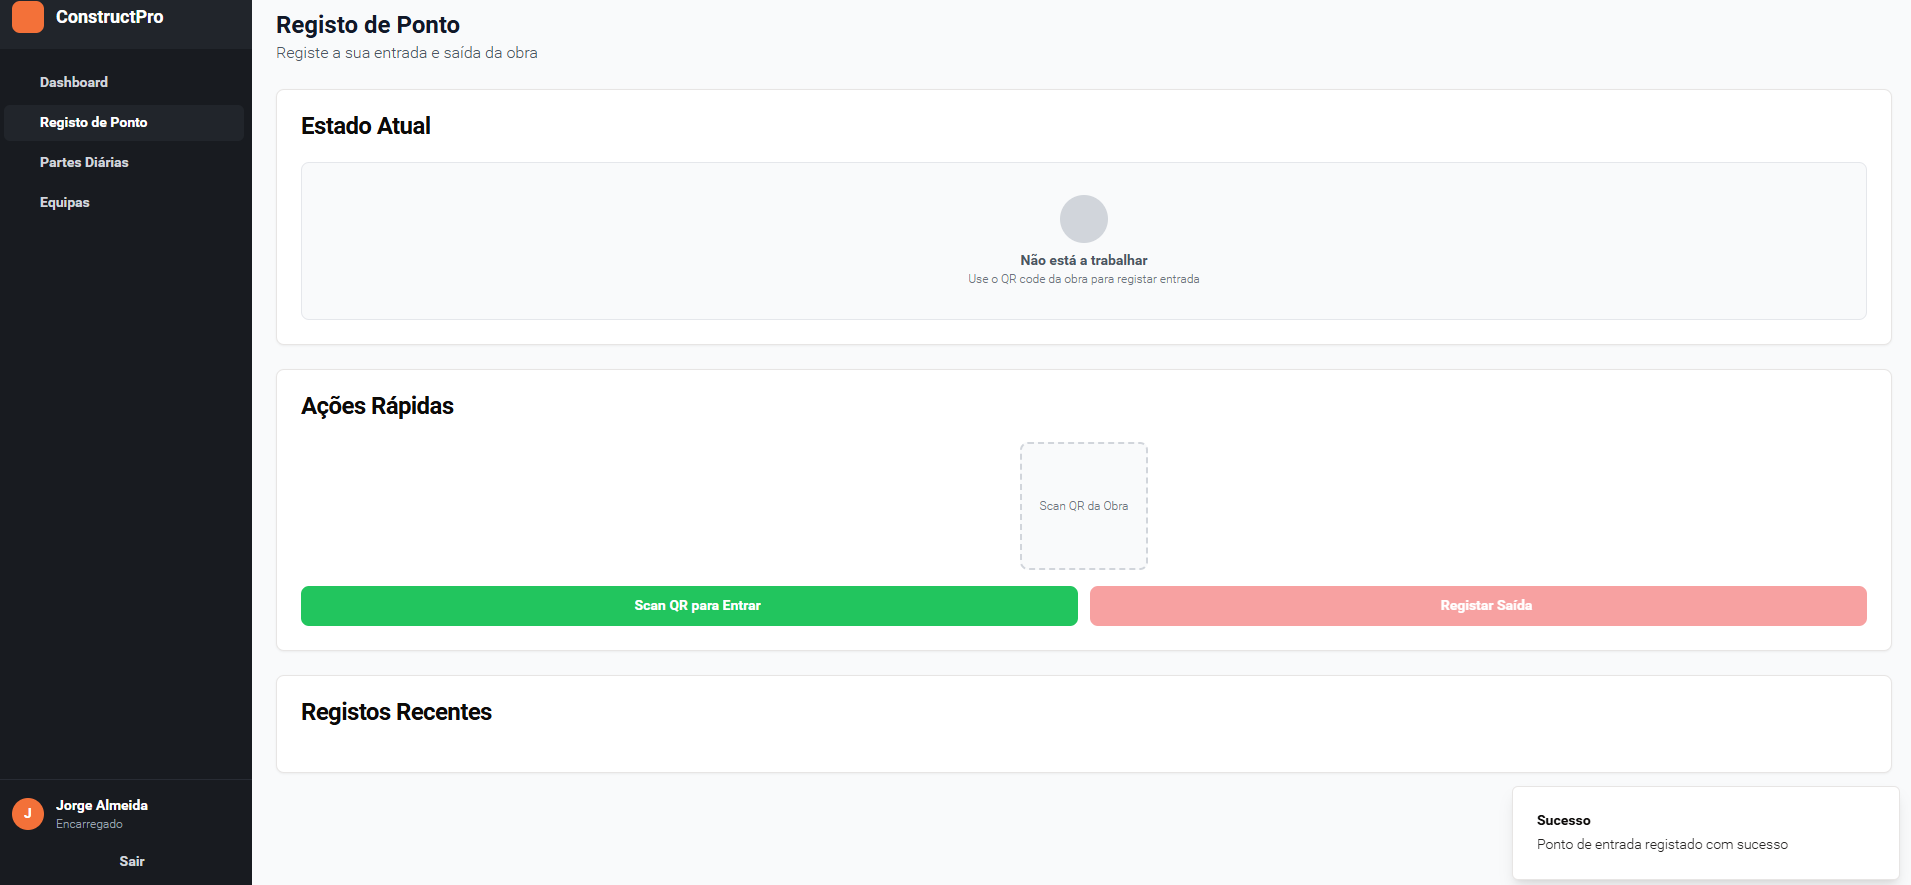 ConstructPro
Dashboard
Registo de Ponto
Partes Diárias
Equipas
Jorge Almeida
J
Encarregado
Sair
Registo de Ponto
Registe a sua entrada e saída da obra
Estado Atual
Não está a trabalhar
Use o QR code da obra para registar entrada
Ações Rápidas
Scan QR da Obra
Scan QR para Entrar
Registar Saída
Registos Recentes
Sucesso
Ponto de entrada registado com sucesso